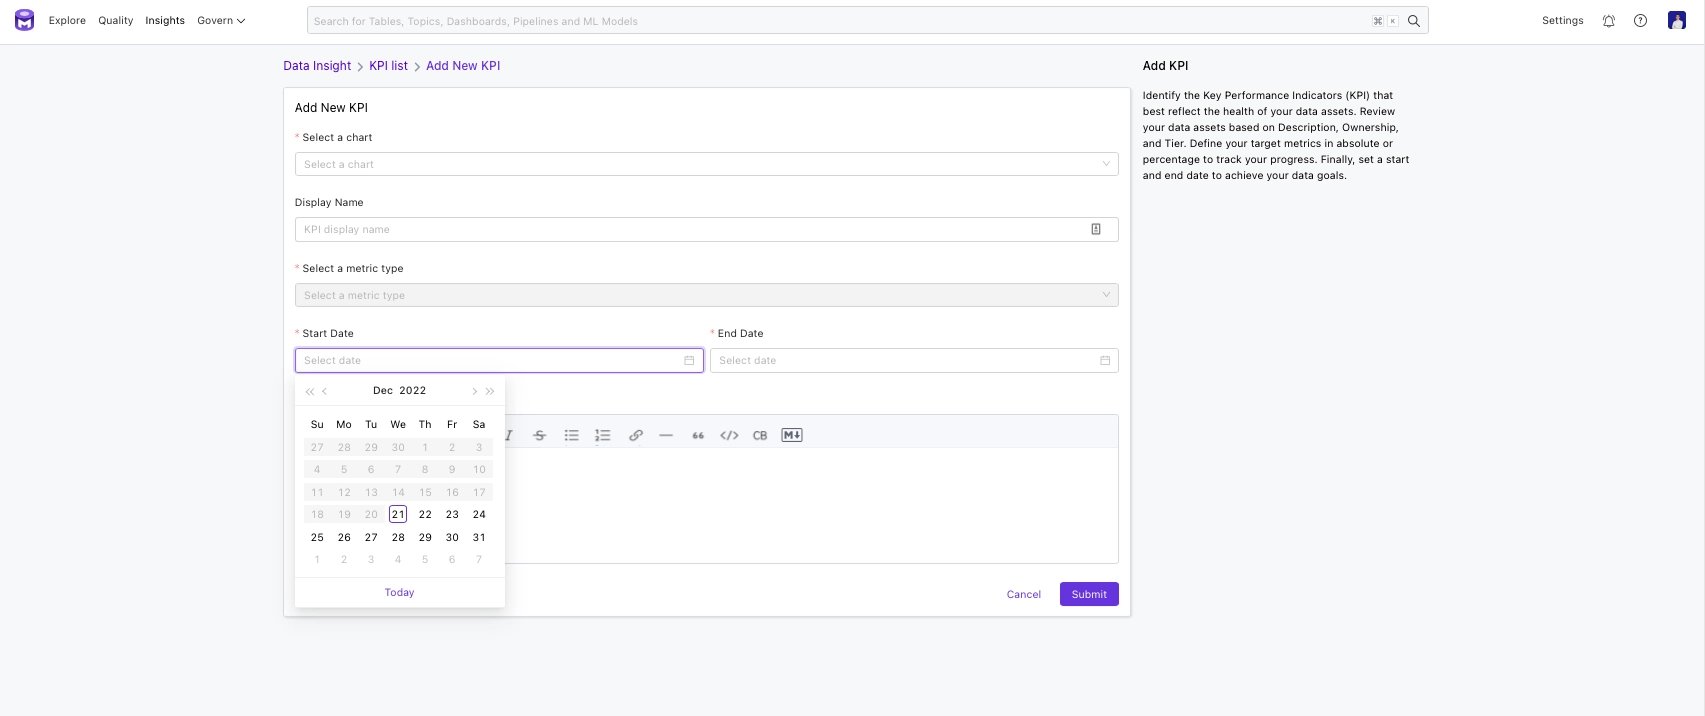 Explore Quality Insights Govern
Search for Tables, Topics, Dashboards, Pipelines and ML Models
⌘ K
Settings
Data Insight > KPI list > Add New KPI
Add New KPI
* Select a chart
Select a chart
Display Name
KPI display name
* Select a metric type
Select a metric type
* Start Date
* End Date
Select date
Select date
Dec 2022
Su Mo Tu We Th Fr Sa
27 28 29 30 1 2 3
4 5 6 7 8 9 10
11 12 13 14 15 16 17
18 19 20 21 22 23 24
25 26 27 28 29 30 31
1 2 3 4 5 6 7
Today
I S “ </> CB M↓
Cancel
Submit
Add KPI
Identify the Key Performance Indicators (KPI) that
best reflect the health of your data assets. Review
your data assets based on Description, Ownership,
and Tier. Define your target metrics in absolute or
percentage to track your progress. Finally, set a start
and end date to achieve your data goals.